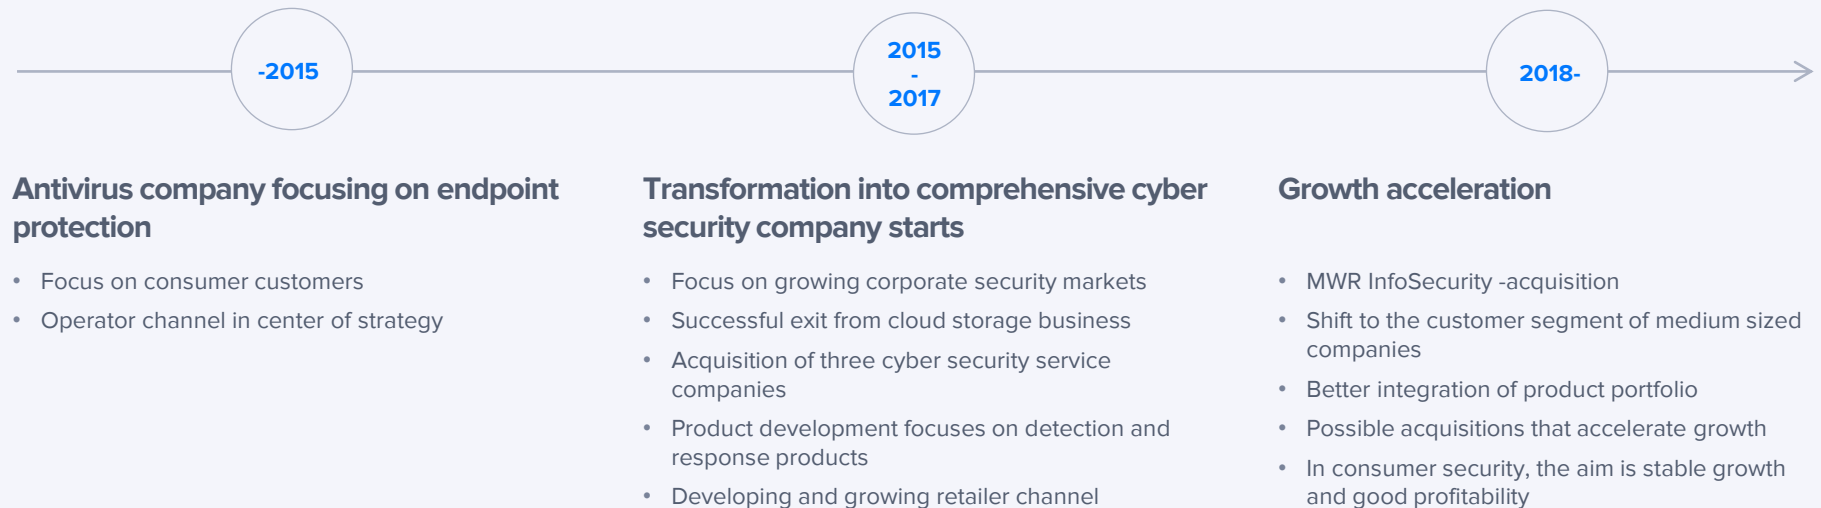 -2015
2015
-
2017
2018-
Antivirus company focusing on endpoint
protection
• Focus on consumer customers
• Operator channel in center of strategy
Transformation into comprehensive cyber
security company starts
• Focus on growing corporate security markets
• Successful exit from cloud storage business
• Acquisition of three cyber security service
companies
• Product development focuses on detection and
response products
• Developing and growing retailer channel
Growth acceleration
• MWR InfoSecurity -acquisition
• Shift to the customer segment of medium sized
companies
• Better integration of product portfolio
• Possible acquisitions that accelerate growth
• In consumer security, the aim is stable growth
and good profitability